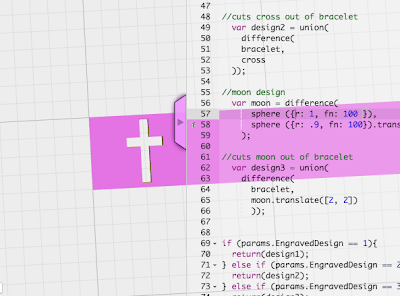 47
48 //cuts cross out of bracelet
49 var design2 = union(
50 difference(
51 bracelet,
52 cross
53 ));
54
55 //moon design
56 var moon = difference(
57 sphere ({r: 1, fn: 100 }),
58 sphere ({r: .9, fn: 100}).trans
59 );
60
61 //cuts moon out of bracelet
62 var design3 = union(
63 difference(
64 bracelet,
65 moon.translate([2, 2])
66 ));
67
68
69 if (params.EngravedDesign == 1){
70 return(design1);
71 } else if (params.EngravedDesign == 2
72 return(design2);
73 } else if (params.EngravedDesign == 3